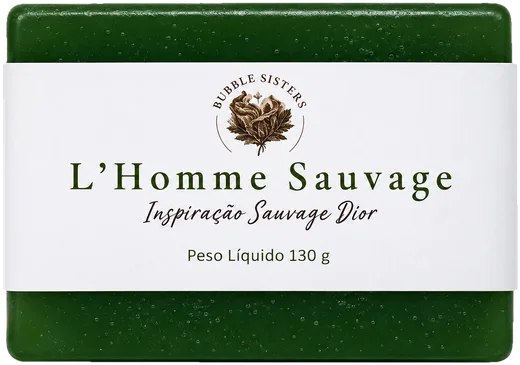 BUBBLE SISTERS
L’Homme Sauvage
Inspiração Sauvage Dior
Peso Líquido 130 g